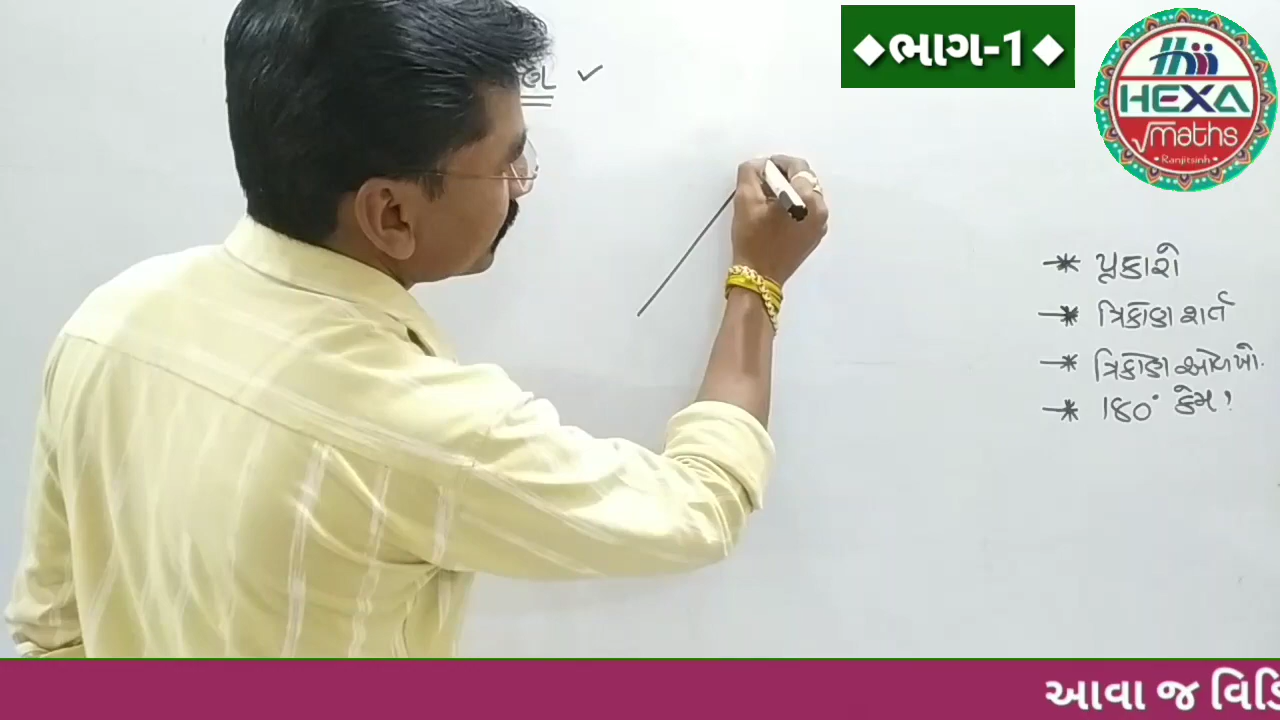 ◆ભાગ-1◆
HEXA
√maths
• Ranjitsinh •
✓
* પ્રકારો
* ત્રિકોણ શર્ત
* ત્રિકોણ ઓળખો.
* 180° કેમ!
આવા જ